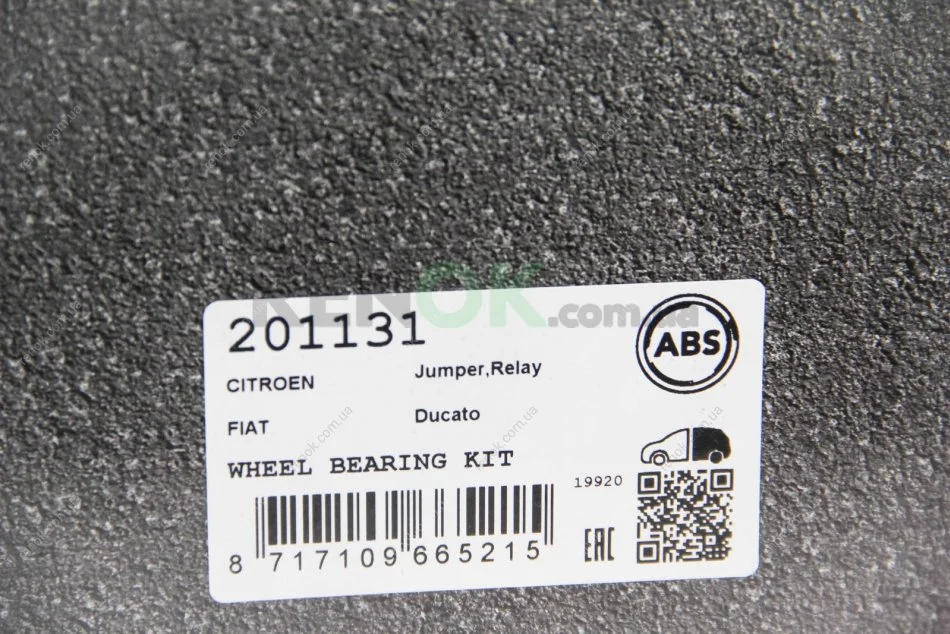 KENOK.com.ua
201131
ABS
CITROEN Jumper,Relay
FIAT Ducato
WHEEL BEARING KIT
19920
8 717109 665215
EAC